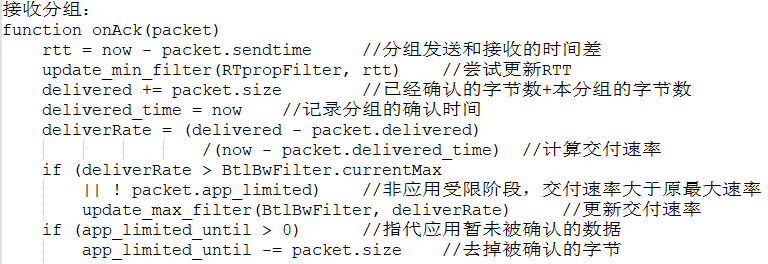 接收分组：
function onAck(packet)
    rtt = now - packet.sendtime     //分组发送和接收的时间差
    update_min_filter(RTpropFilter, rtt)    //尝试更新RTT
    delivered += packet.size        //已经确认的字节数+本分组的字节数
    delivered_time = now    //记录分组的确认时间
    deliverRate = (delivered - packet.delivered)
                    /(now - packet.delivered_time)  //计算交付速率
    if (deliverRate > BtlBwFilter.currentMax
        || ! packet.app_limited)    //非应用受限阶段，交付速率大于原最大速率
        update_max_filter(BtlBwFilter, deliverRate)     //更新交付速率
    if (app_limited_until > 0)      //指代应用暂未被确认的数据
        app_limited_until -= packet.size    //去掉被确认的字节